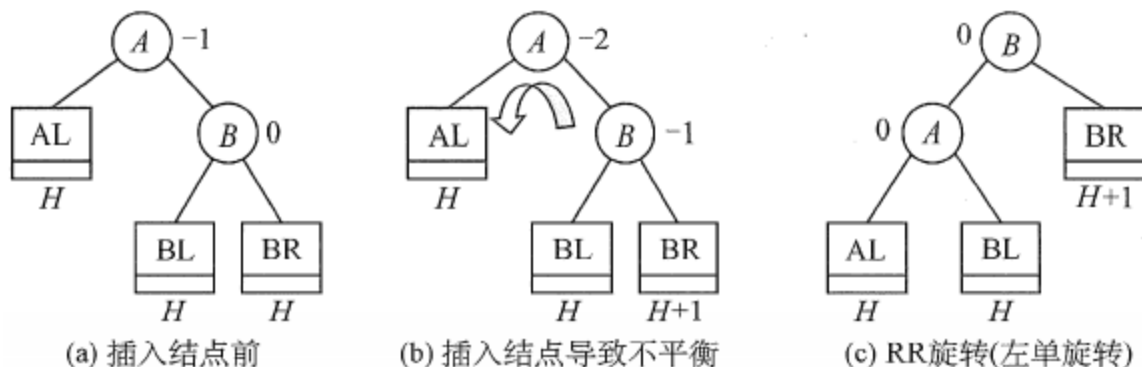 A -1
AL
H
B 0
BL
H
BR
H
(a) 插入结点前
A -2
AL
H
B -1
BL
H
BR
H+1
(b) 插入结点导致不平衡
0 B
0 A
BR
H+1
AL
H
BL
H
(c) RR旋转(左单旋转)